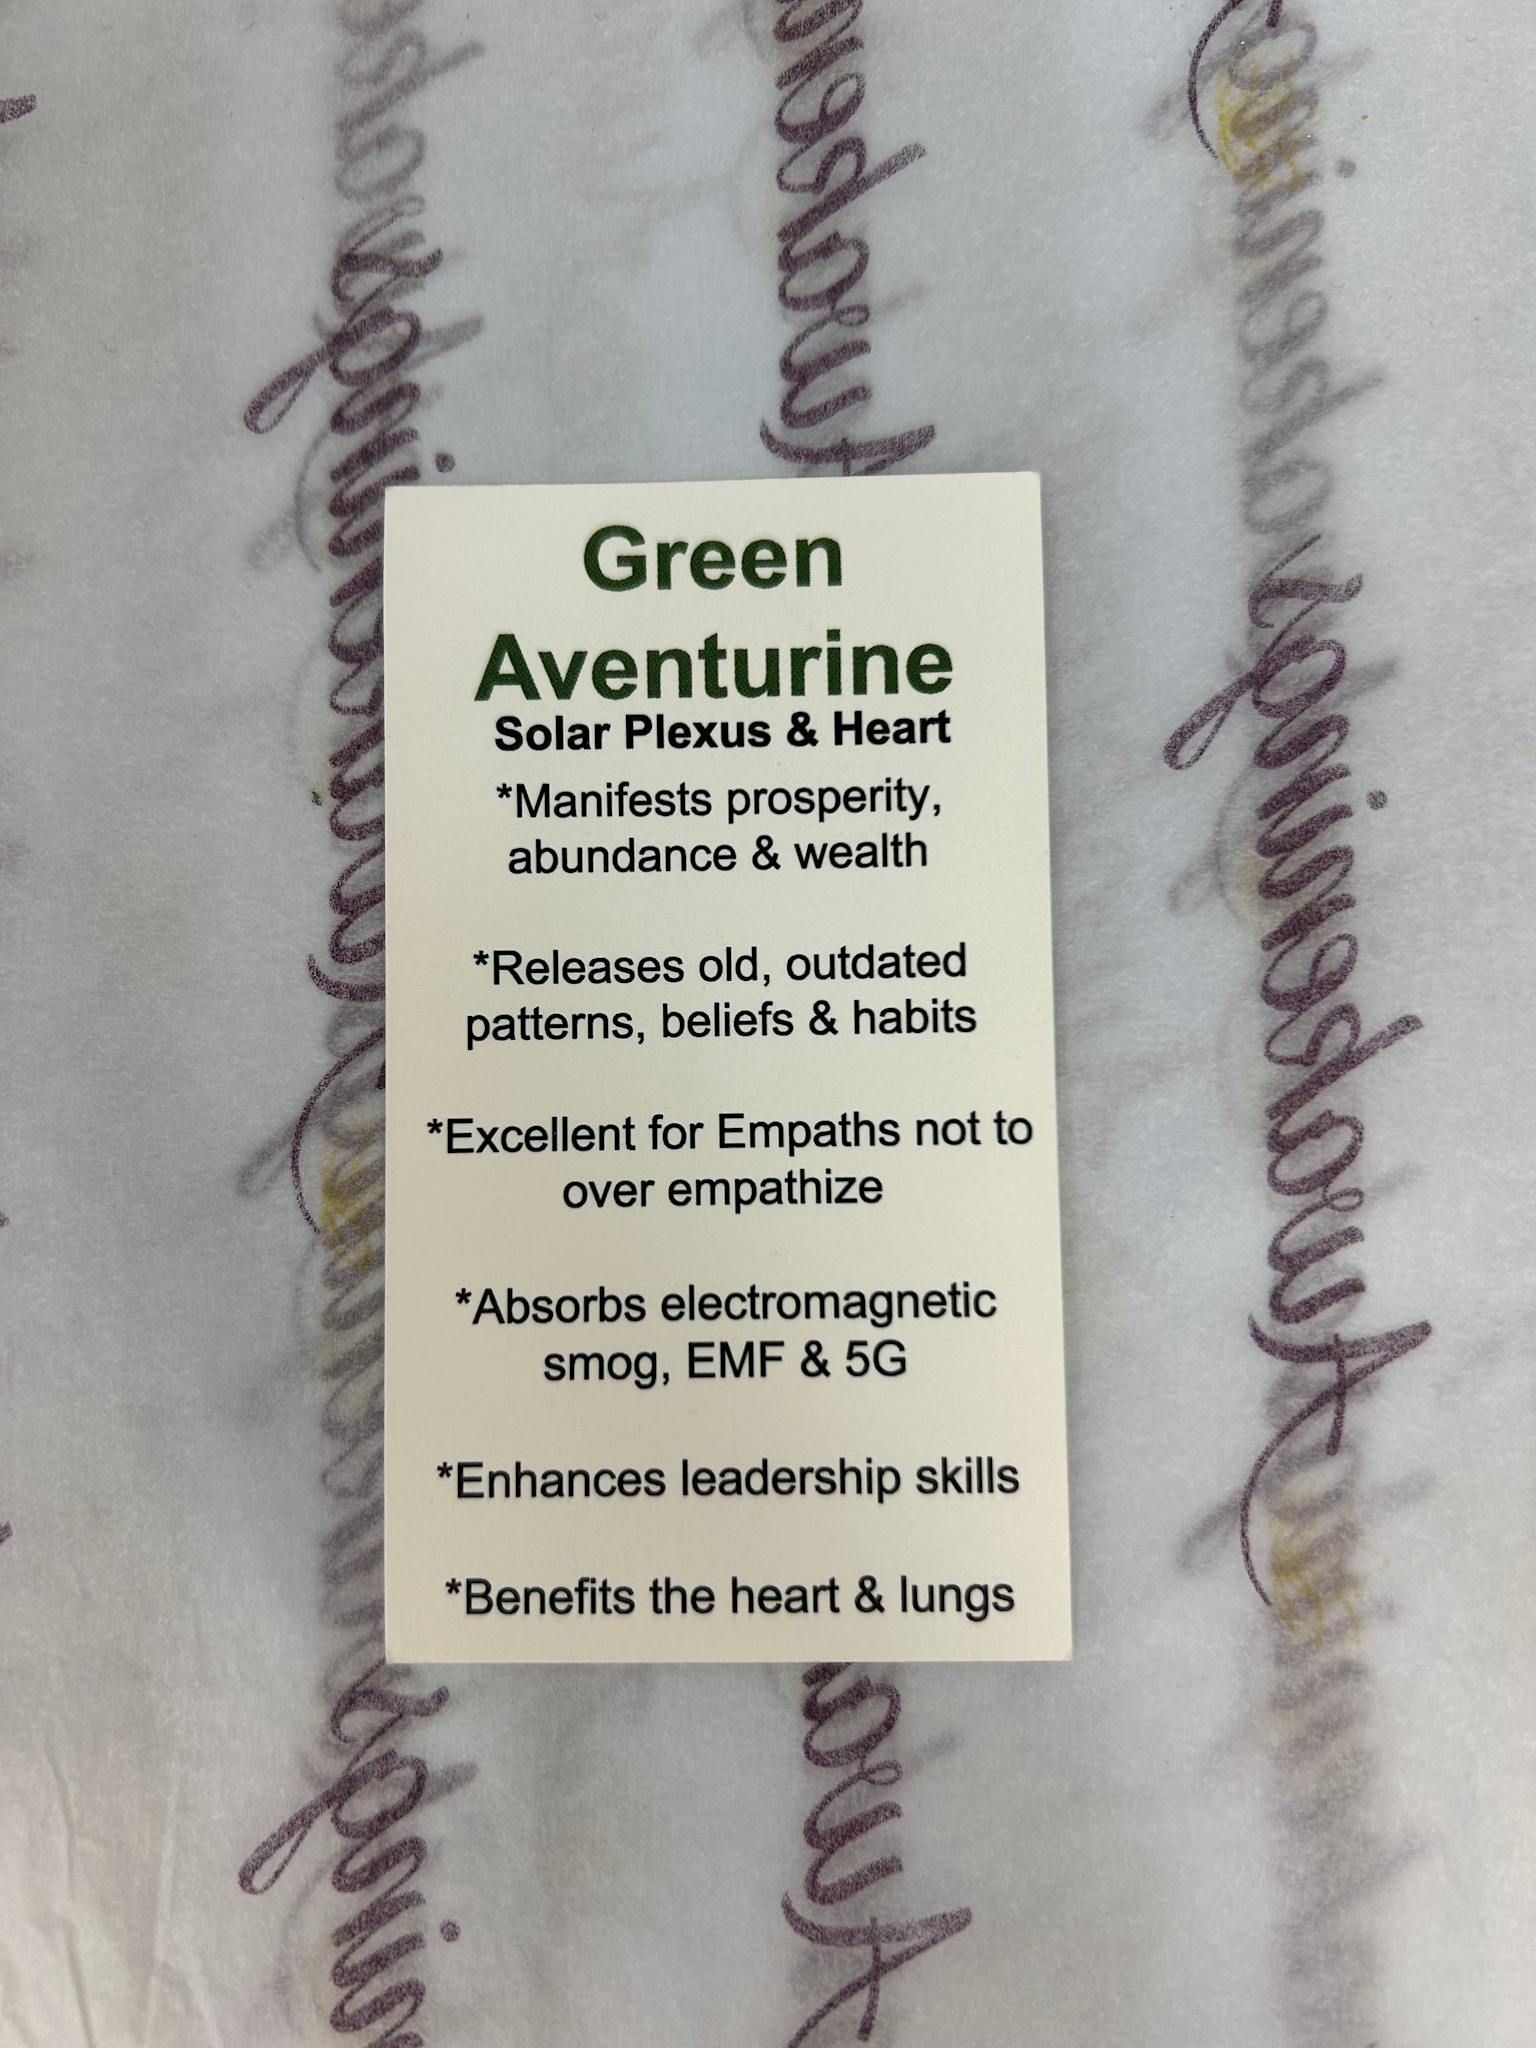 Green
Aventurine
Solar Plexus & Heart
*Manifests prosperity,
abundance & wealth
*Releases old, outdated
patterns, beliefs & habits
*Excellent for Empaths not to
over empathize
*Absorbs electromagnetic
smog, EMF & 5G
*Enhances leadership skills
*Benefits the heart & lungs